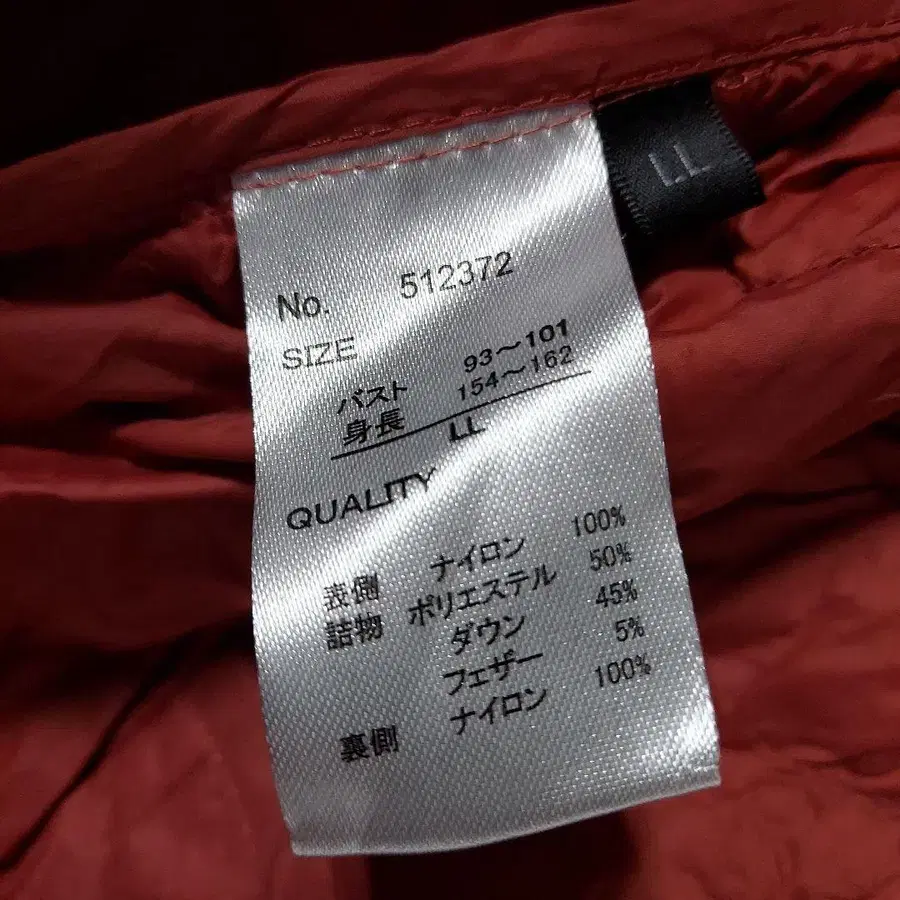 LL
No. 512372
SIZE
バスト 93～101
身長 154～162
LL
QUALITY
表側 ナイロン 100%
詰物 ポリエステル 50%
ダウン 45%
フェザー 5%
裏側 ナイロン 100%